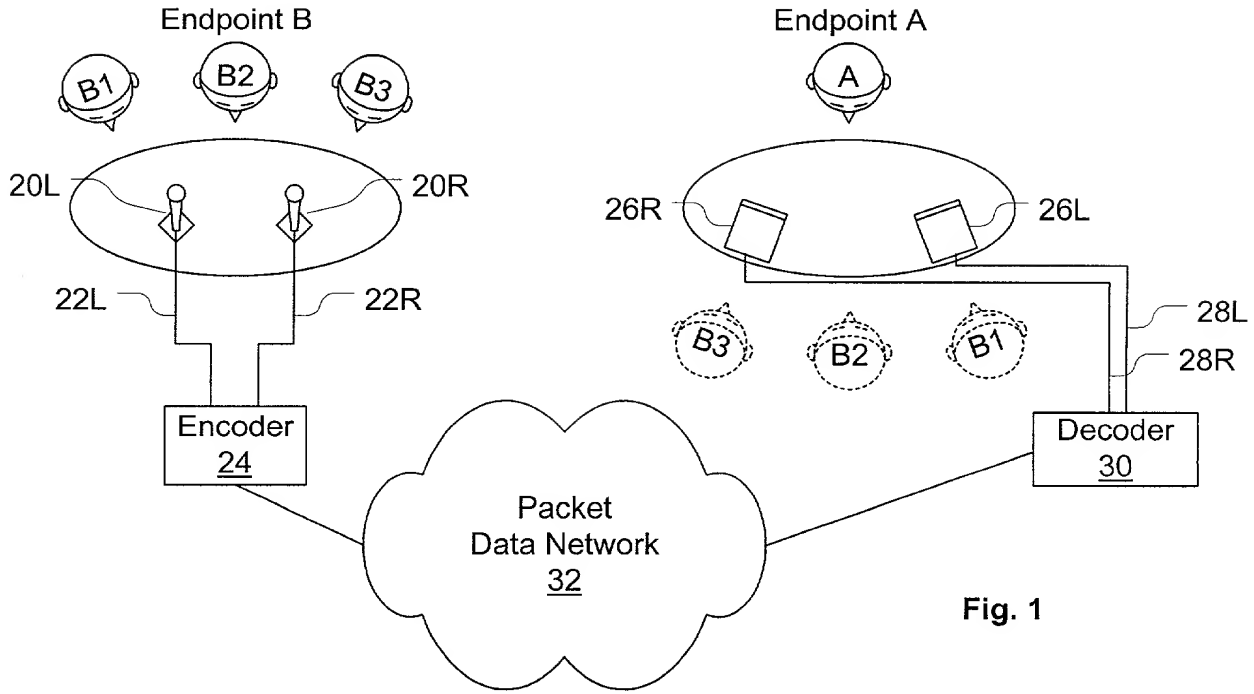 Endpoint B
Endpoint A
B1
B2
B3
A
20L
20R
26R
26L
22L
22R
B3
B2
B1
28L
28R
Encoder
24
Decoder
30
Packet
Data Network
32
Fig. 1